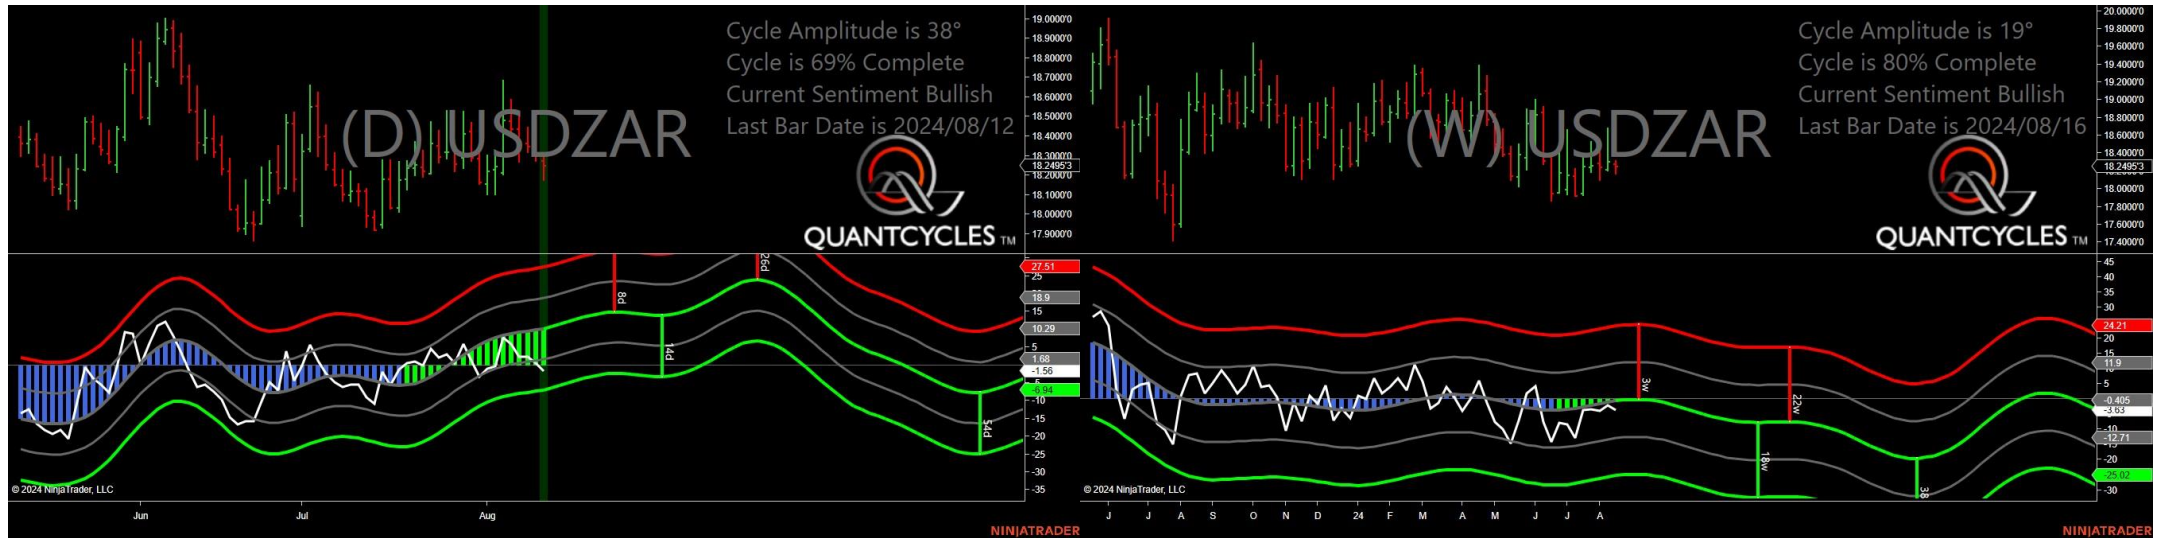 Cycle Amplitude is 38°
Cycle is 69% Complete
Current Sentiment Bullish
Last Bar Date is 2024/08/12
(D) USDZAR
QUANTCYCLES TM
19.0000'0
18.9000'0
18.8000'0
18.7000'0
18.6000'0
18.5000'0
18.4000'0
18.3000'0
18.2495'3
18.2000'0
18.1000'0
18.0000'0
17.9000'0
26d
8d
14d
54d
27.51
25
18.9
15
10.29
5
1.68
-1.56
-6.94
-10
-15
-20
-25
-30
-35
© 2024 NinjaTrader, LLC
Jun Jul Aug
NINJATRADER
Cycle Amplitude is 19°
Cycle is 80% Complete
Current Sentiment Bullish
Last Bar Date is 2024/08/16
(W) USDZAR
QUANTCYCLES TM
20.0000'0
19.8000'0
19.6000'0
19.4000'0
19.2000'0
19.0000'0
18.8000'0
18.6000'0
18.4000'0
18.2495'3
18.0000'0
17.8000'0
17.6000'0
17.4000'0
3w
22w
18w
38
45
40
35
30
24.21
20
15
11.9
5
-0.405
-3.63
-10
-12.71
-20
-25.02
-30
© 2024 NinjaTrader, LLC
J J A S O N D 24 F M A M J J A
NINJATRADER